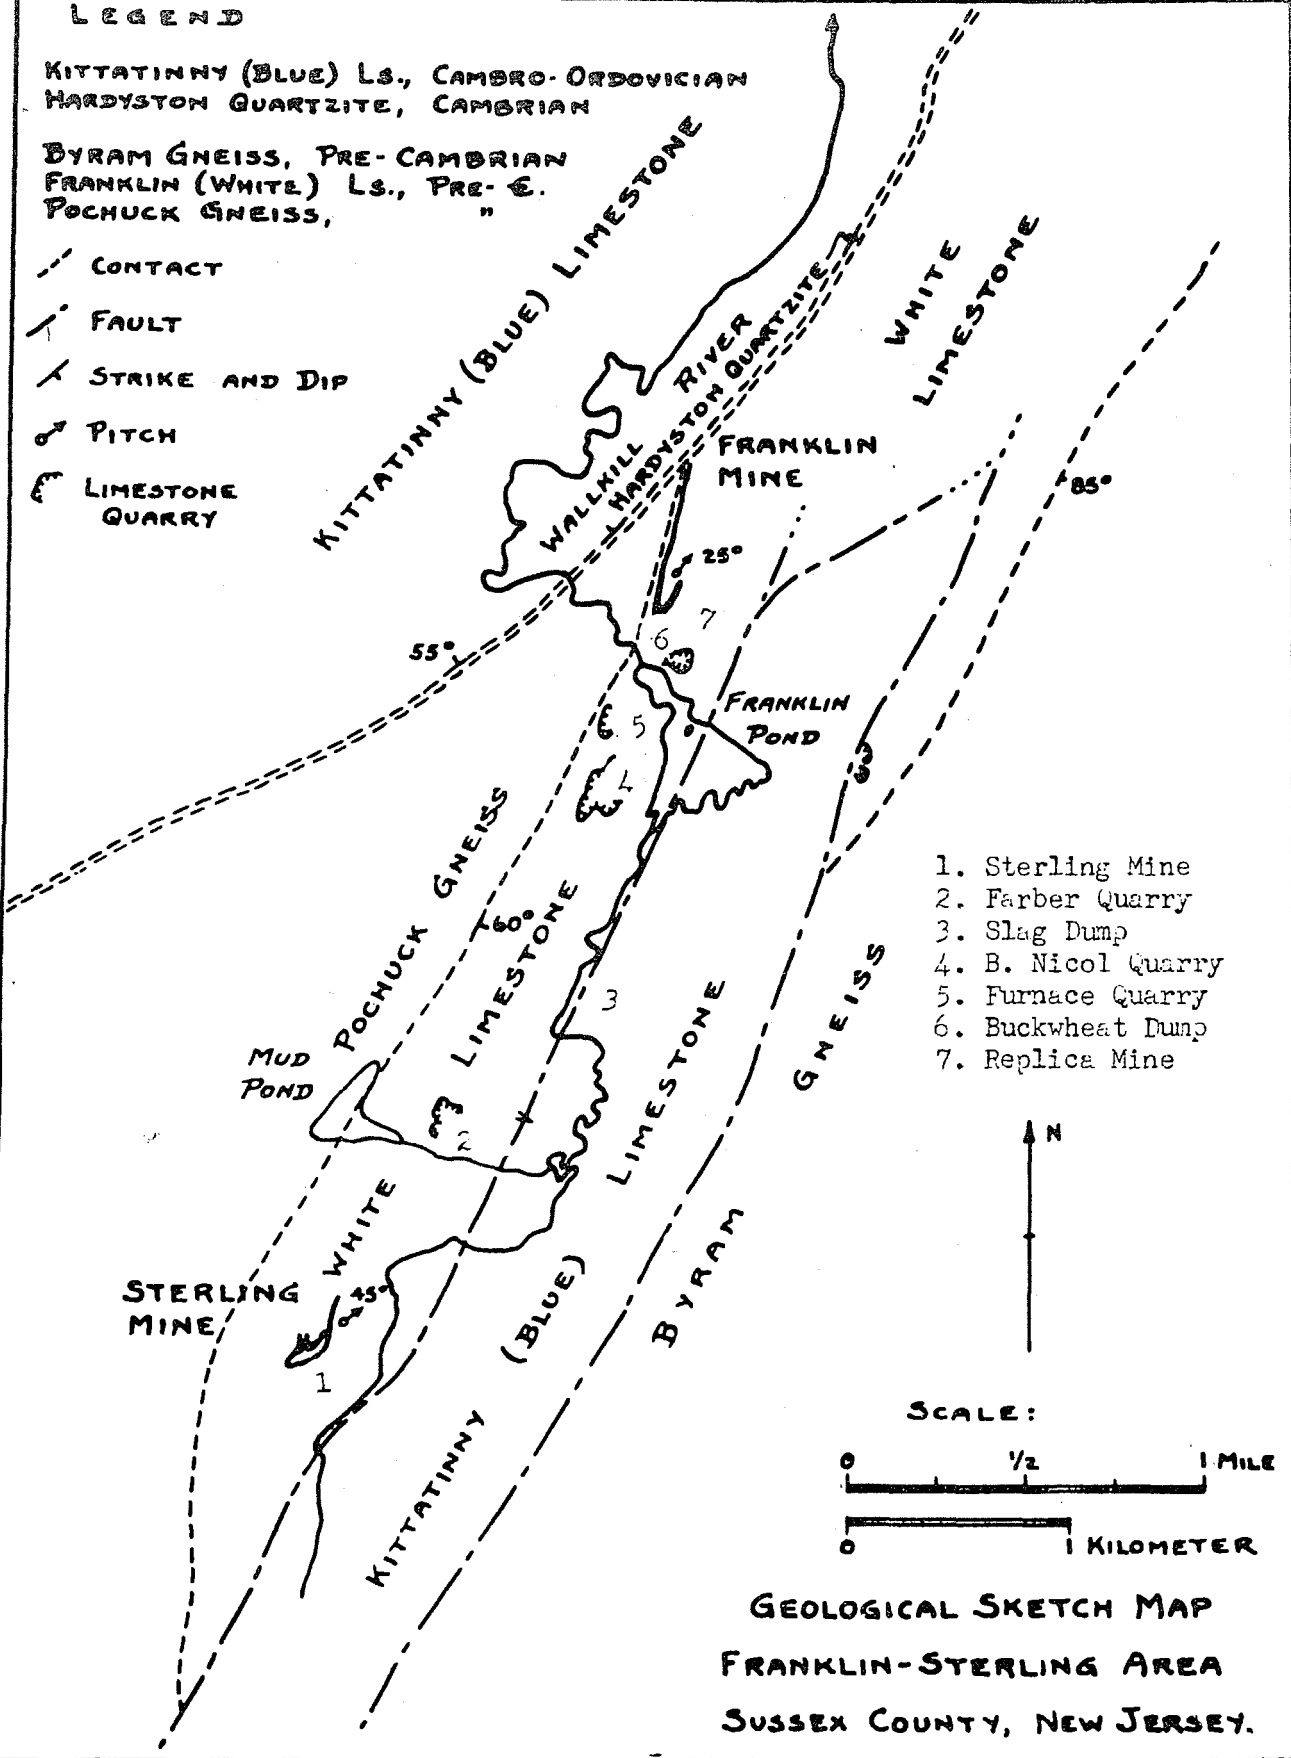 LEGEND
KITTATINNY (BLUE) LS., CAMBRO-ORDOVICIAN
HARDYSTON QUARTZITE, CAMBRIAN
BYRAM GNEISS, PRE-CAMBRIAN
FRANKLIN (WHITE) LS., PRE-Є.
POCHUCK GNEISS, "
CONTACT
FAULT
STRIKE AND DIP
PITCH
LIMESTONE
QUARRY
KITTATINNY (BLUE) LIMESTONE
WALLKILL RIVER
HARDYSTON QUARTZITE
WHITE
LIMESTONE
FRANKLIN
MINE
85°
25°
7
6
55°
FRANKLIN
POND
5
4
POCHUCK GNEISS
60°
WHITE LIMESTONE
3
MUD
POND
2
STERLING
MINE
45°
1
KITTATINNY (BLUE) LIMESTONE
BYRAM GNEISS
1. Sterling Mine
2. Farber Quarry
3. Slag Dump
4. B. Nicol Quarry
5. Furnace Quarry
6. Buckwheat Dump
7. Replica Mine
N
SCALE:
0 1/2 1 MILE
0 1 KILOMETER
GEOLOGICAL SKETCH MAP
FRANKLIN-STERLING AREA
SUSSEX COUNTY, NEW JERSEY.